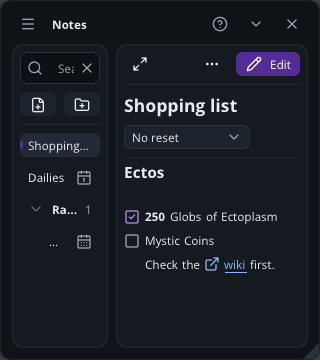 Notes
Sea
Shopping...
Dailies
Ra... 1
...
Edit
Shopping list
No reset
Ectos
250 Globs of Ectoplasm
Mystic Coins
Check the wiki first.